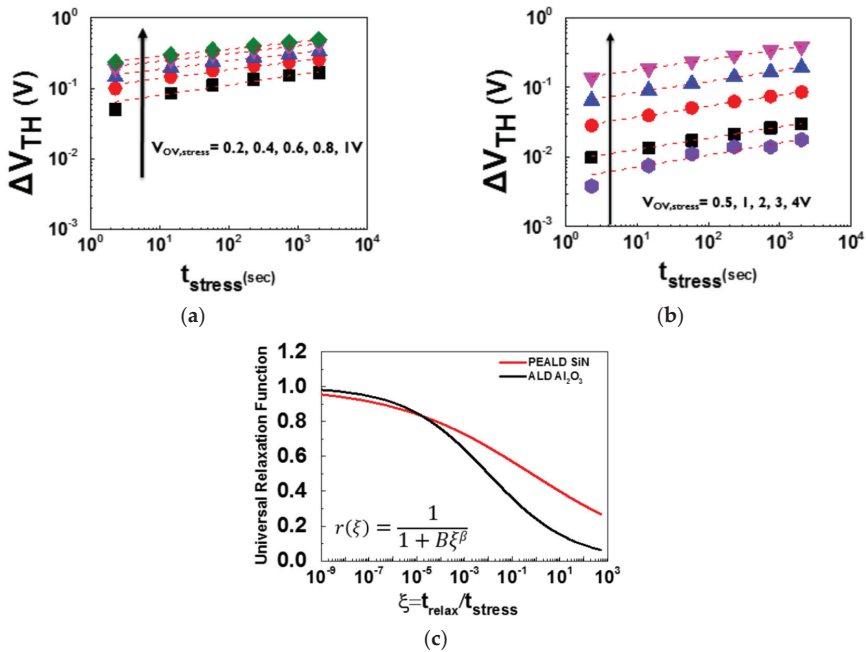 10⁰
10⁻¹
10⁻²
10⁻³
ΔV_TH (V)
V_OV,stress= 0.2, 0.4, 0.6, 0.8, 1V
10⁰ 10¹ 10² 10³ 10⁴
t_stress(sec)
(a)
10⁰
10⁻¹
10⁻²
10⁻³
ΔV_TH (V)
V_OV,stress= 0.5, 1, 2, 3, 4V
10⁰ 10¹ 10² 10³ 10⁴
t_stress(sec)
(b)
Universal Relaxation Function
1.2
1.0
0.8
0.6
0.4
0.2
0.0
PEALD SiN
ALD Al₂O₃
r(ξ) = 1 / (1 + Bξ^β)
10⁻⁹ 10⁻⁷ 10⁻⁵ 10⁻³ 10⁻¹ 10¹ 10³
ξ=t_relax/t_stress
(c)